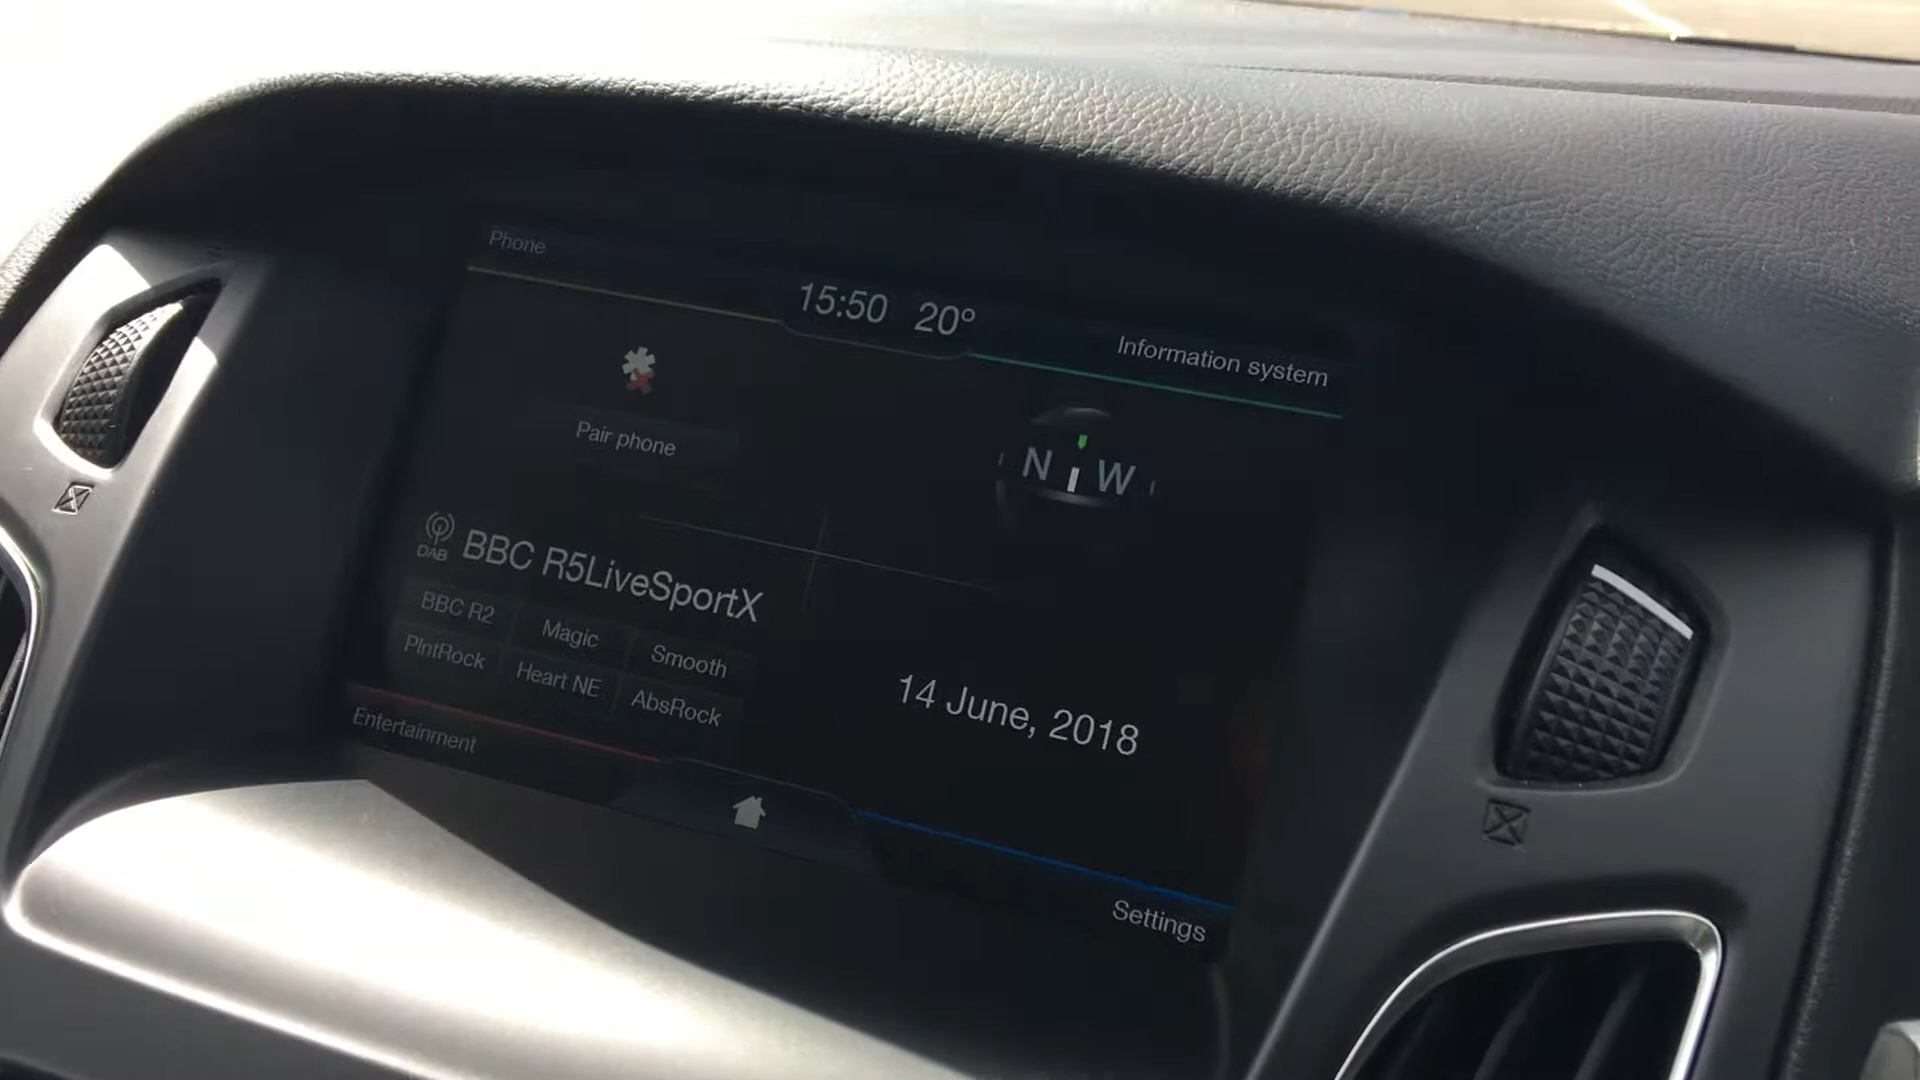 Phone
15:50 20°
Information system
Pair phone
N W
DAB BBC R5LiveSportX
BBC R2 Magic Smooth
PlntRock Heart NE AbsRock
14 June, 2018
Entertainment
Settings